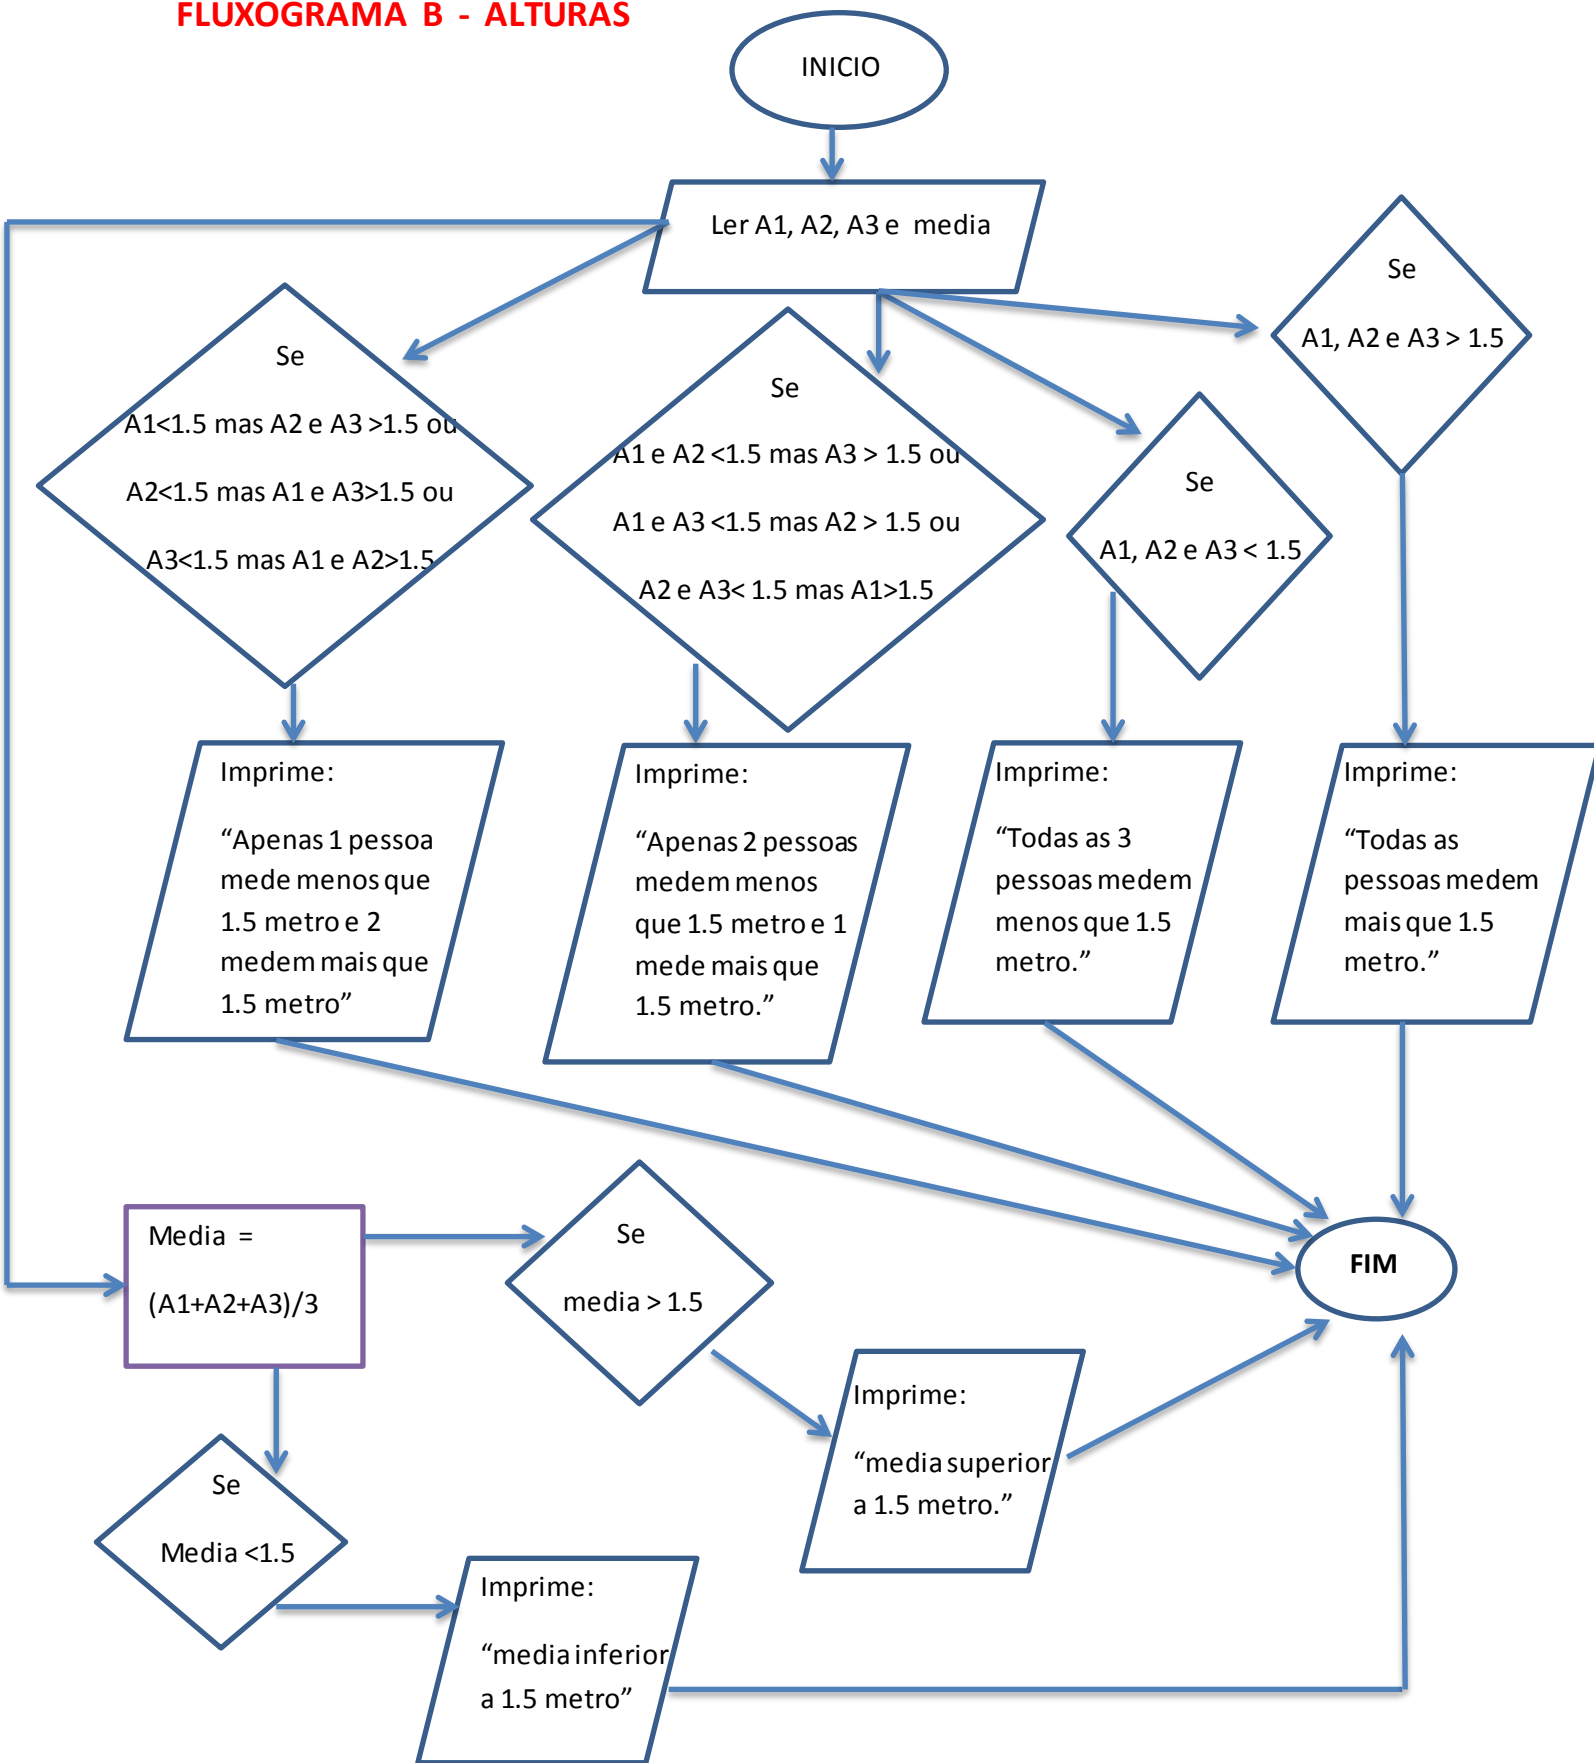 FLUXOGRAMA B - ALTURAS
INICIO
Ler A1, A2, A3 e media
Se
A1, A2 e A3 > 1.5
Se
A1<1.5 mas A2 e A3 >1.5 ou
A2<1.5 mas A1 e A3>1.5 ou
A3<1.5 mas A1 e A2>1.5
Se
A1 e A2 <1.5 mas A3 > 1.5 ou
A1 e A3 <1.5 mas A2 > 1.5 ou
A2 e A3< 1.5 mas A1>1.5
Se
A1, A2 e A3 < 1.5
Imprime:
“Apenas 1 pessoa
mede menos que
1.5 metro e 2
medem mais que
1.5 metro”
Imprime:
“Apenas 2 pessoas
medem menos
que 1.5 metro e 1
mede mais que
1.5 metro.”
Imprime:
“Todas as 3
pessoas medem
menos que 1.5
metro.”
Imprime:
“Todas as
pessoas medem
mais que 1.5
metro.”
Media =
(A1+A2+A3)/3
Se
media > 1.5
FIM
Imprime:
“media superior
a 1.5 metro.”
Se
Media <1.5
Imprime:
“media inferior
a 1.5 metro”